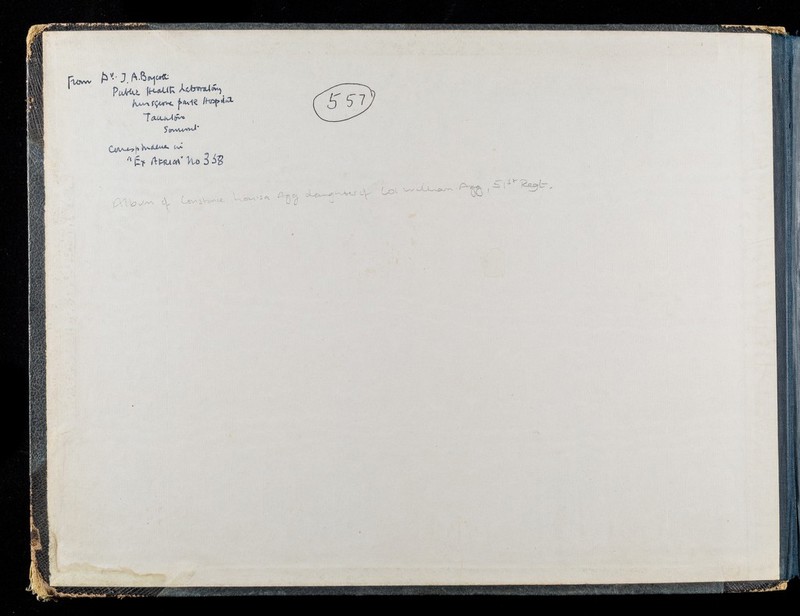 From Dr. J. A. Boycott
Public Health Laboratory
Musgrove Park Hospital
Taunton
Somerset
557
Correspondence in
"Ex AFRICA" No 358
Album of Constance Louisa Agg daughter of Col William Agg, 51st Regt.